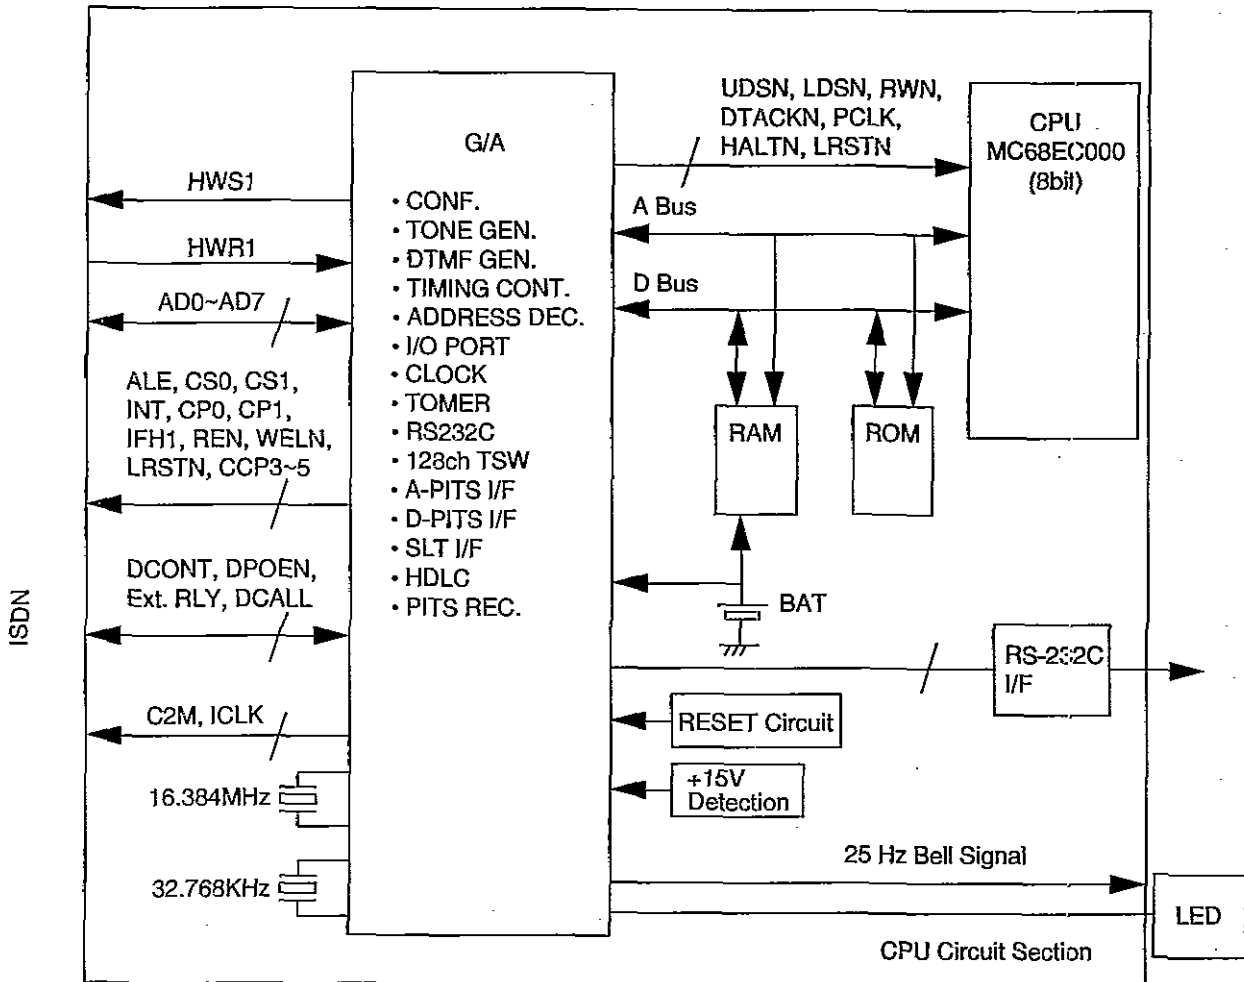 UDSN, LDSN, RWN,
DTACKN, PCLK,
HALTN, LRSTN
CPU
MC68EC000
(8bit)
G/A
HWS1
HWR1
AD0~AD7
ALE, CS0, CS1,
INT, CP0, CP1,
IFH1, REN, WELN,
LRSTN, CCP3~5
DCONT, DPOEN,
Ext. RLY, DCALL
C2M, ICLK
16.384MHz
32.768KHz
ISDN
• CONF.
• TONE GEN.
• DTMF GEN.
• TIMING CONT.
• ADDRESS DEC.
• I/O PORT
• CLOCK
• TOMER
• RS232C
• 128ch TSW
• A-PITS I/F
• D-PITS I/F
• SLT I/F
• HDLC
• PITS REC.
A Bus
D Bus
RAM
ROM
BAT
RS-232C
I/F
RESET Circuit
+15V
Detection
25 Hz Bell Signal
LED
CPU Circuit Section